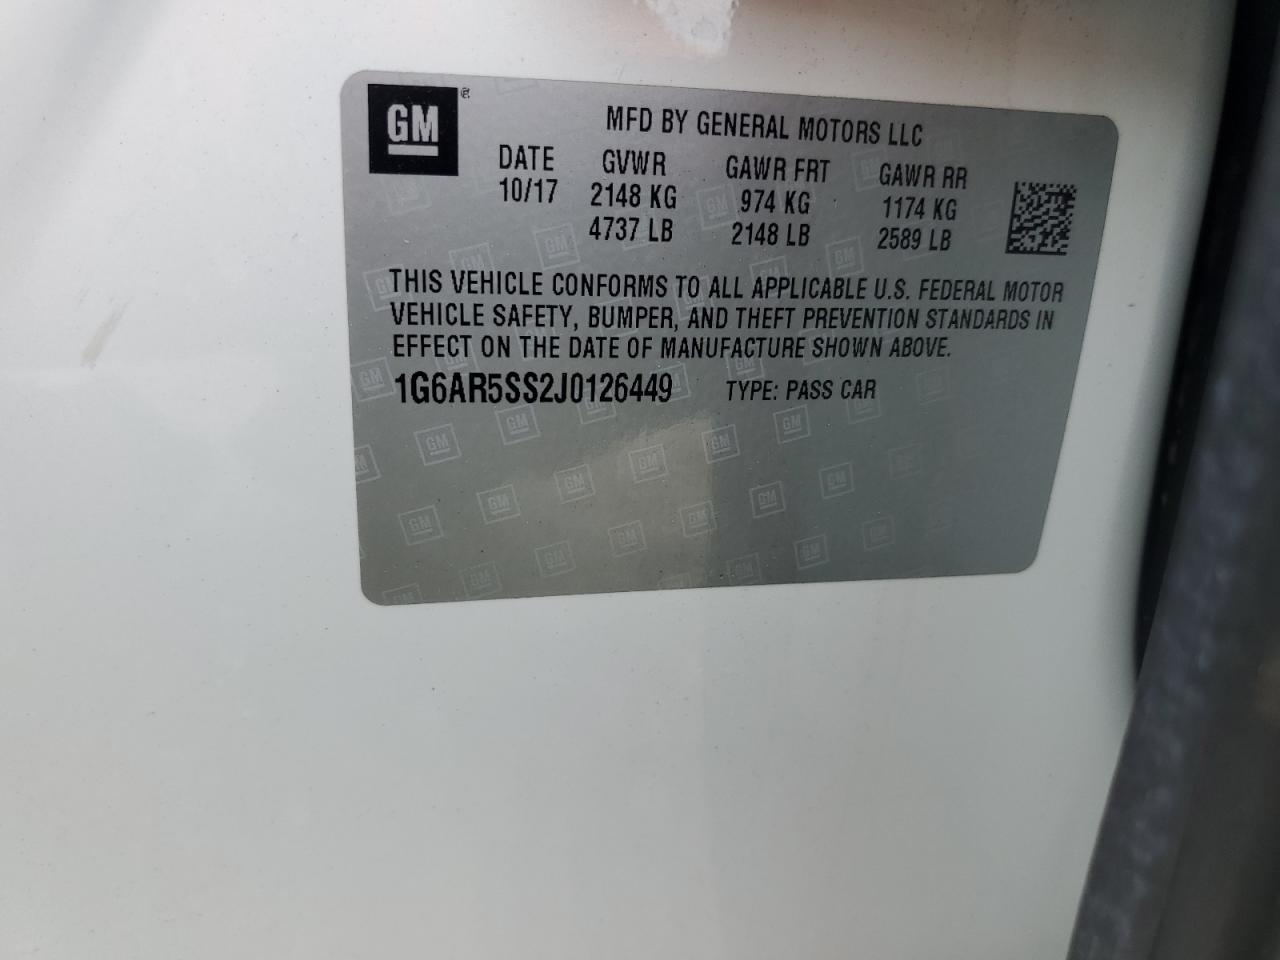 GM ®
MFD BY GENERAL MOTORS LLC
DATE GVWR GAWR FRT GAWR RR
10/17 2148 KG 974 KG 1174 KG
4737 LB 2148 LB 2589 LB
THIS VEHICLE CONFORMS TO ALL APPLICABLE U.S. FEDERAL MOTOR
VEHICLE SAFETY, BUMPER, AND THEFT PREVENTION STANDARDS IN
EFFECT ON THE DATE OF MANUFACTURE SHOWN ABOVE.
1G6AR5SS2J0126449 TYPE: PASS CAR